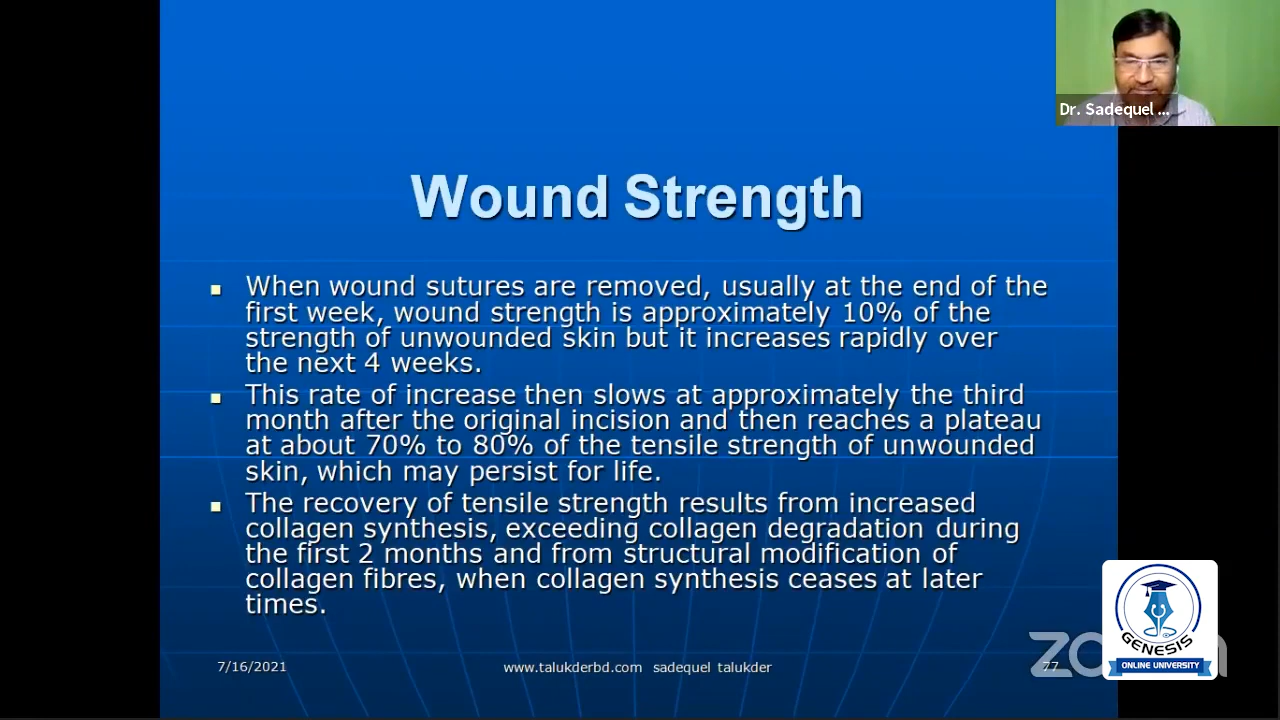 Dr. Sadequel ...
Wound Strength
When wound sutures are removed, usually at the end of the
first week, wound strength is approximately 10% of the
strength of unwounded skin but it increases rapidly over
the next 4 weeks.
This rate of increase then slows at approximately the third
month after the original incision and then reaches a plateau
at about 70% to 80% of the tensile strength of unwounded
skin, which may persist for life.
The recovery of tensile strength results from increased
collagen synthesis, exceeding collagen degradation during
the first 2 months and from structural modification of
collagen fibres, when collagen synthesis ceases at later
times.
7/16/2021
www.talukderbd.com sadequel talukder
77
GENESIS
ONLINE UNIVERSITY